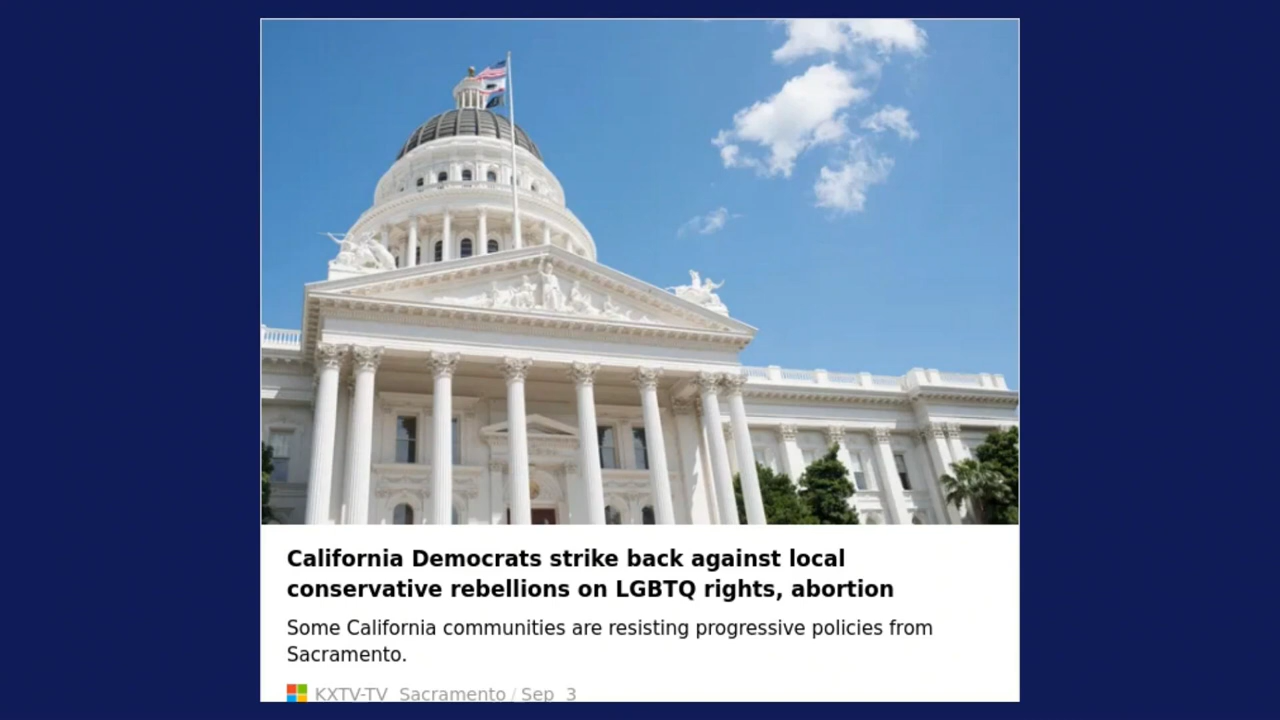 California Democrats strike back against local
conservative rebellions on LGBTQ rights, abortion
Some California communities are resisting progressive policies from
Sacramento.
KXTV-TV Sacramento / Sep 3